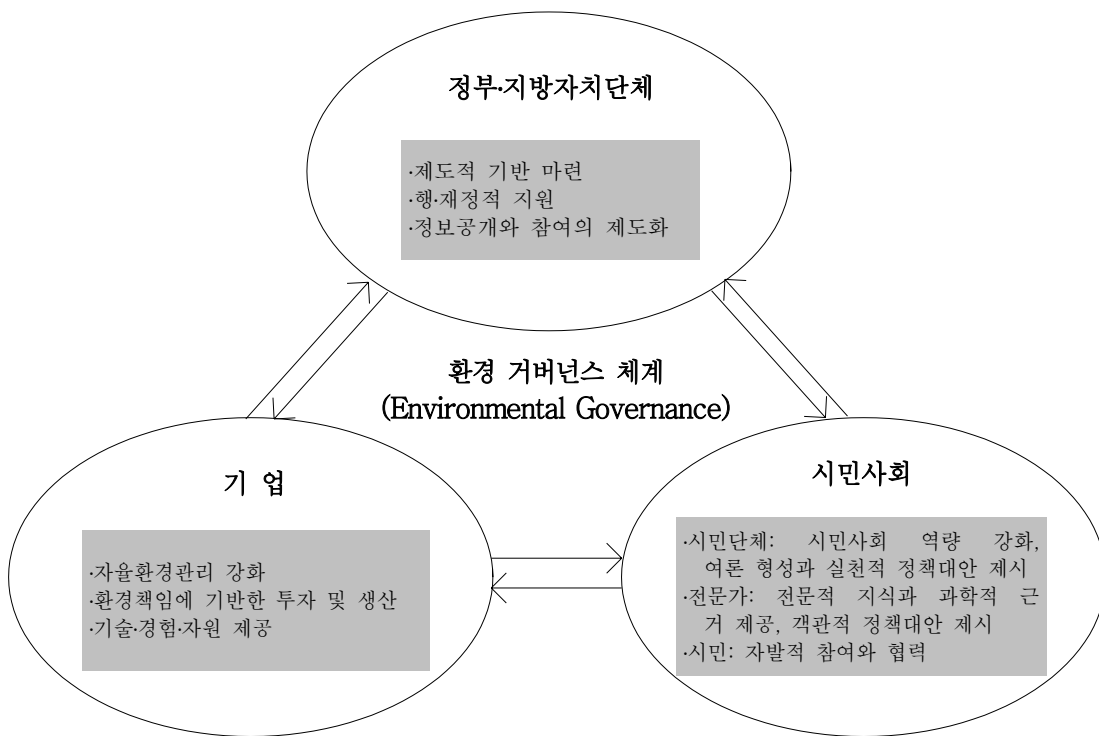 정부·지방자치단체
·제도적 기반 마련
·행·재정적 지원
·정보공개와 참여의 제도화
환경 거버넌스 체계
(Environmental Governance)
기 업
·자율환경관리 강화
·환경책임에 기반한 투자 및 생산
·기술·경험·자원 제공
시민사회
·시민단체: 시민사회 역량 강화,
여론 형성과 실천적 정책대안 제시
·전문가: 전문적 지식과 과학적 근
거 제공, 객관적 정책대안 제시
·시민: 자발적 참여와 협력